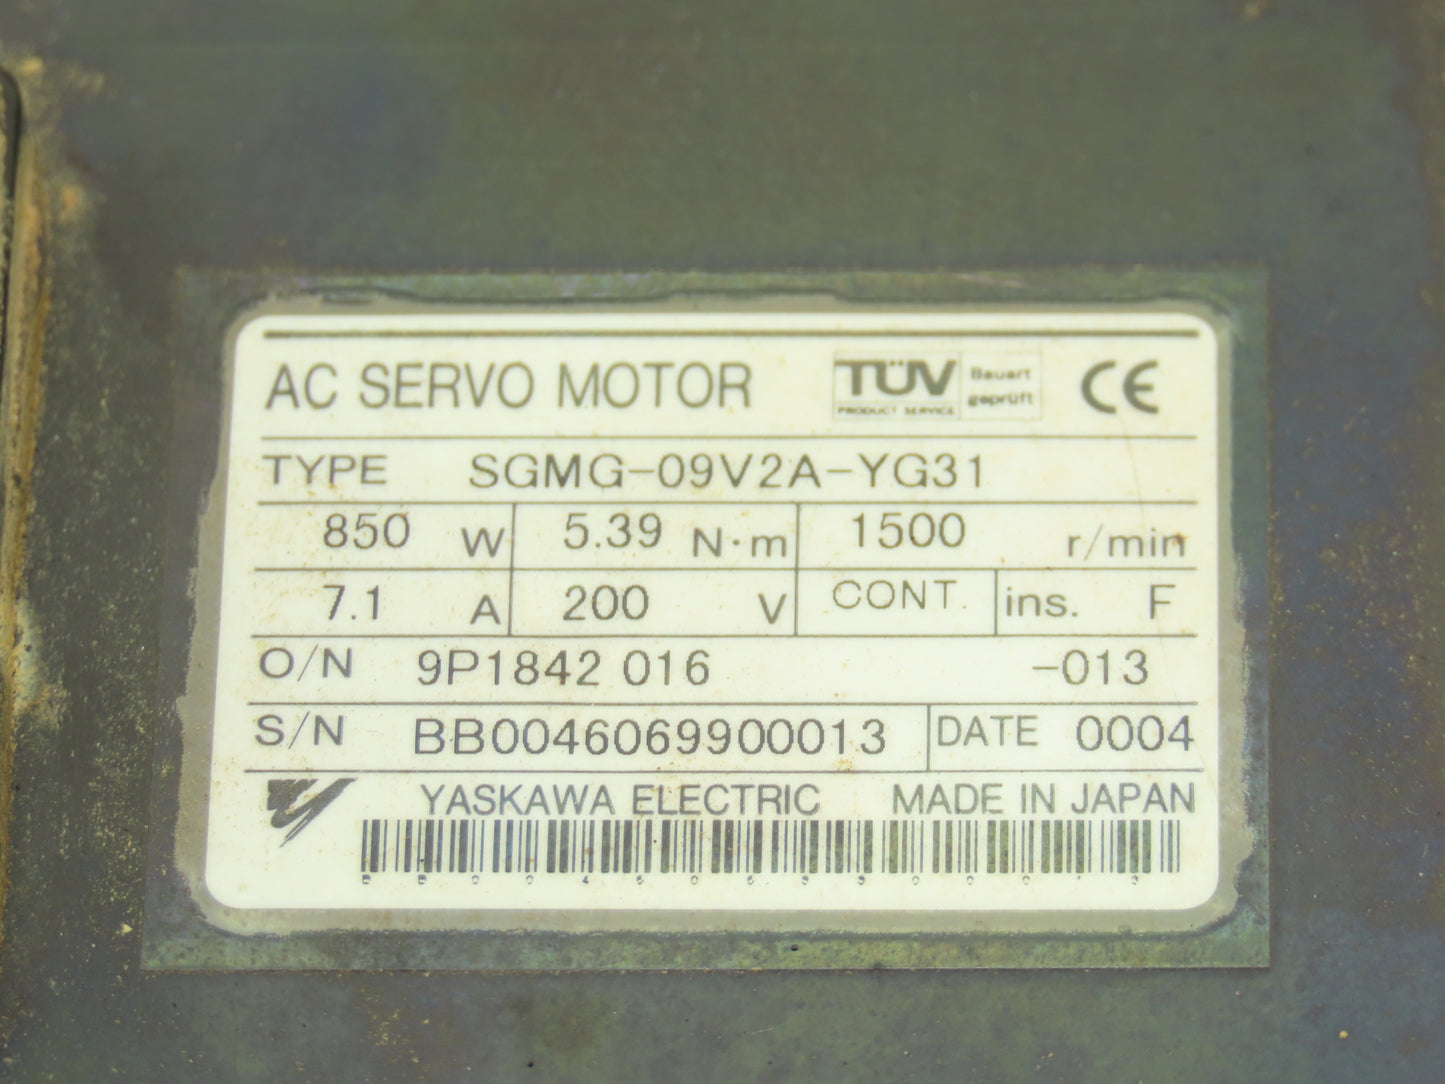 AC SERVO MOTOR TÜV PRODUCT SERVICE Bauart geprüft CE
TYPE SGMG-09V2A-YG31
850 W 5.39 N·m 1500 r/min
7.1 A 200 V CONT. ins. F
O/N 9P1842 016 -013
S/N BB0046069900013 DATE 0004
YASKAWA ELECTRIC MADE IN JAPAN
BB0046069900013